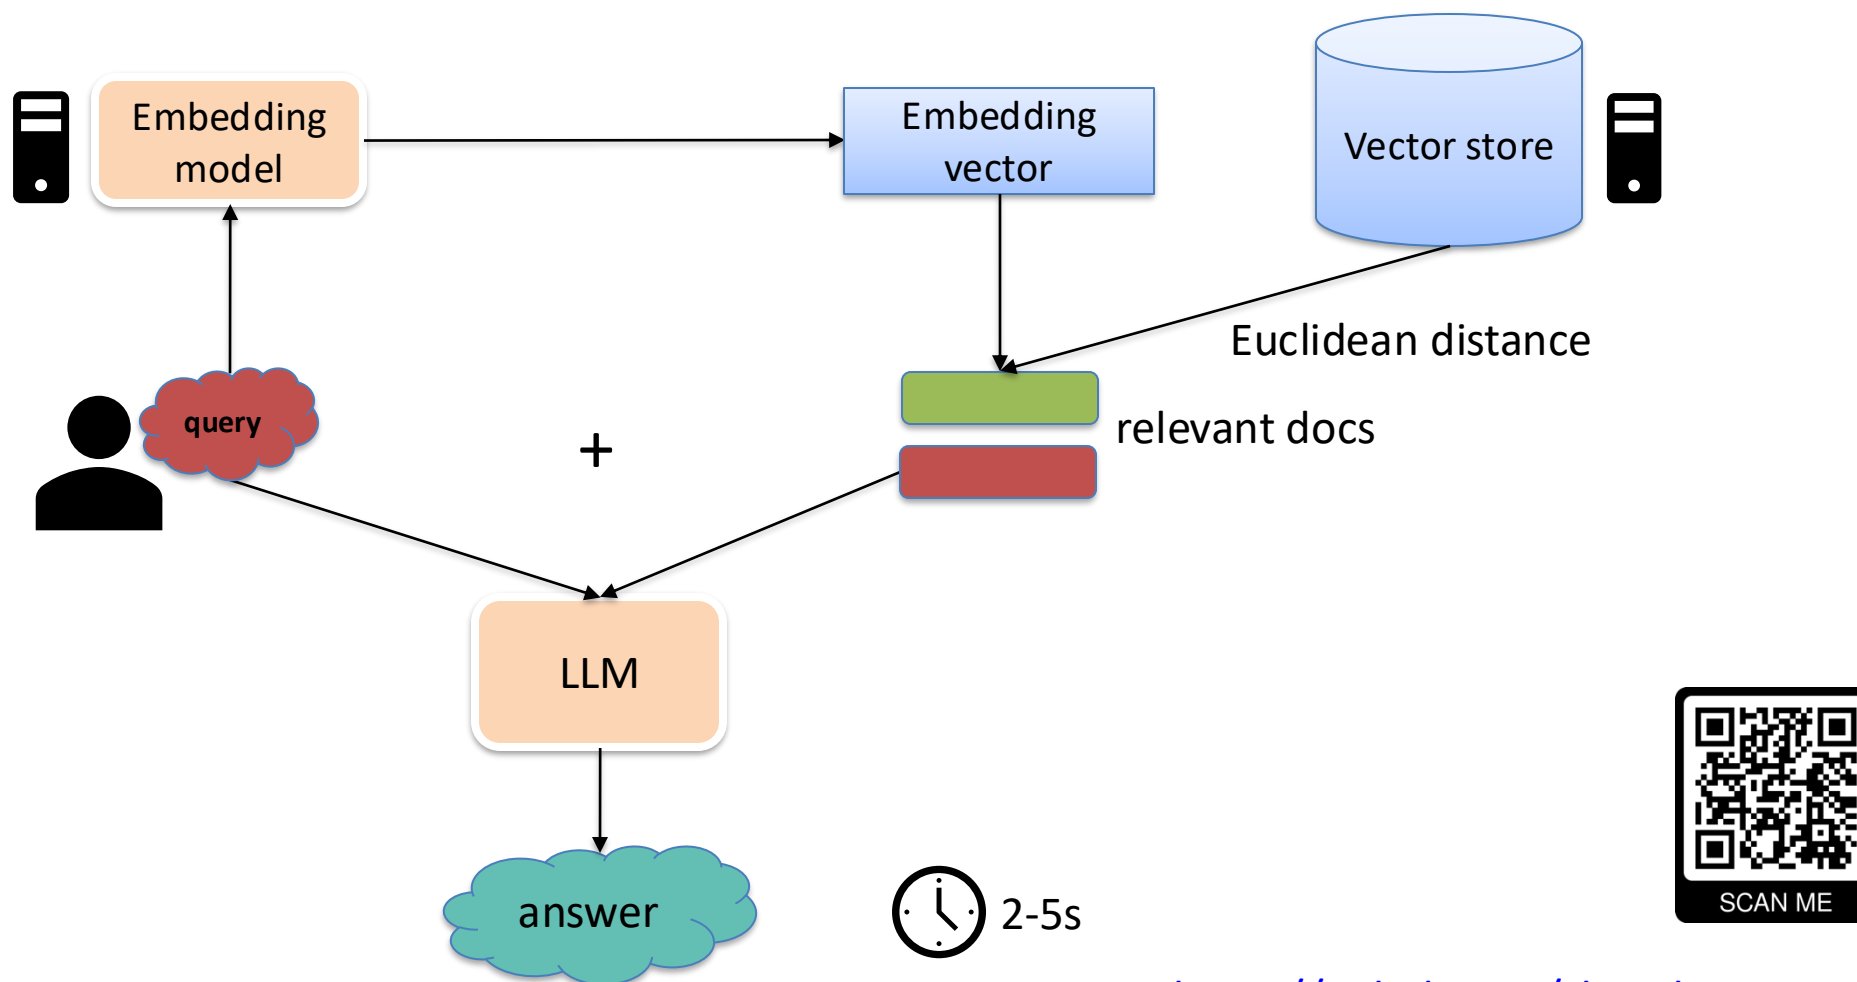 Embedding
model
Embedding
vector
Vector store
Euclidean distance
query
+
relevant docs
LLM
answer
2-5s
SCAN ME